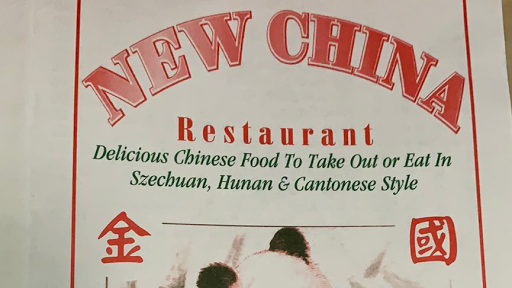 NEW CHINA
Restaurant
Delicious Chinese Food To Take Out or Eat In
Szechuan, Hunan & Cantonese Style
金 國